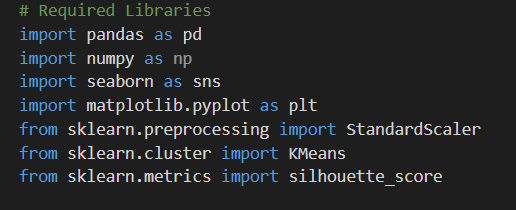 # Required Libraries
import pandas as pd
import numpy as np
import seaborn as sns
import matplotlib.pyplot as plt
from sklearn.preprocessing import StandardScaler
from sklearn.cluster import KMeans
from sklearn.metrics import silhouette_score